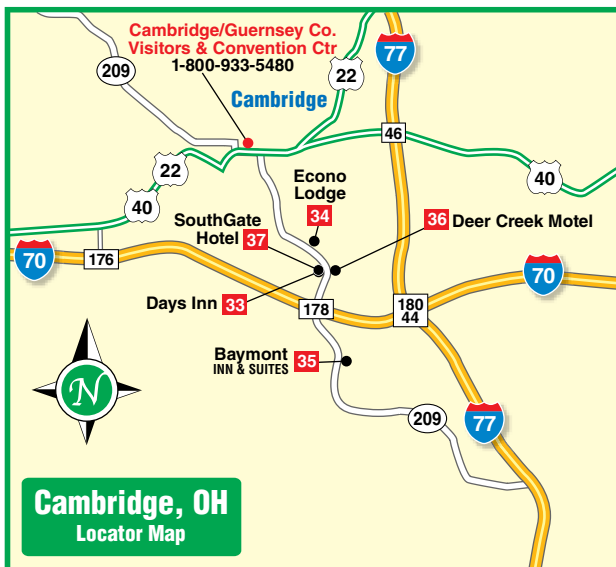 Cambridge/Guernsey Co.
Visitors & Convention Ctr
1-800-933-5480
77
209
22
Cambridge
46
22
Econo
Lodge
40
40
34
SouthGate
Hotel 37
36 Deer Creek Motel
70
176
70
Days Inn 33
178
180
44
Baymont
INN & SUITES 35
N
209
77
Cambridge, OH
Locator Map